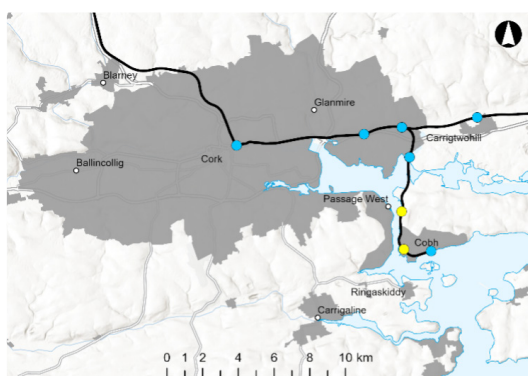 Blarney
Glanmire
Carrigtwohill
Cork
Ballincollig
Passage West
Cobh
Ringaskiddy
Carrigaline
0 1 2 4 6 8 10 km